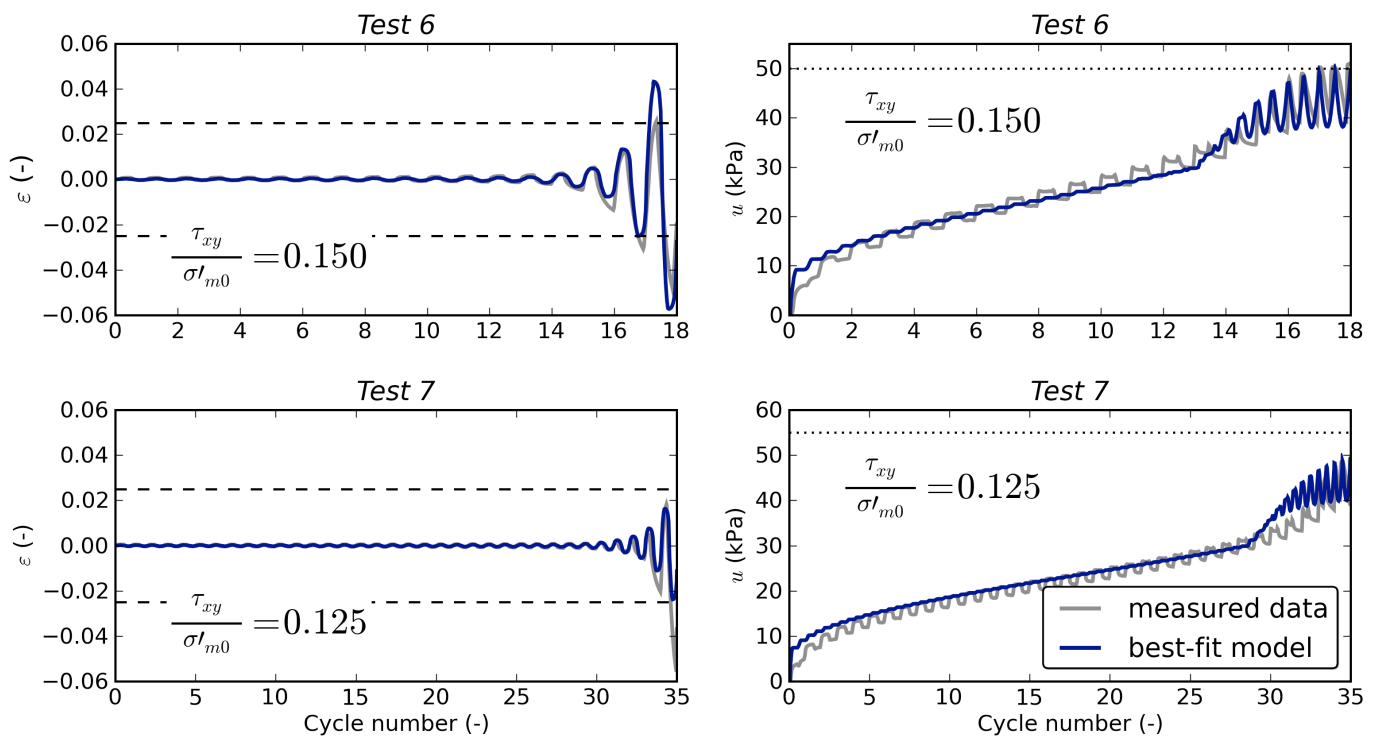 Test 6
0.06
0.04
0.02
0.00
−0.02
−0.04
−0.06
ε (-)
τxy
σ′m0
=0.150
0 2 4 6 8 10 12 14 16 18
Test 6
50
40
30
20
10
0
u (kPa)
τxy
σ′m0
=0.150
0 2 4 6 8 10 12 14 16 18
Test 7
0.06
0.04
0.02
0.00
−0.02
−0.04
−0.06
ε (-)
τxy
σ′m0
=0.125
0 5 10 15 20 25 30 35
Cycle number (-)
Test 7
60
50
40
30
20
10
0
u (kPa)
τxy
σ′m0
=0.125
measured data
best-fit model
0 5 10 15 20 25 30 35
Cycle number (-)